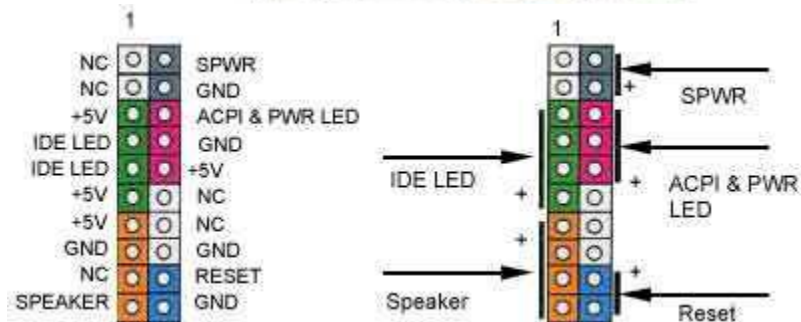 1
NC SPWR
NC GND
+5V ACPI & PWR LED
IDE LED GND
IDE LED +5V
+5V NC
+5V NC
GND GND
NC RESET
SPEAKER GND
1
SPWR
+
IDE LED
ACPI & PWR
LED
+
+
+
Speaker
+
Reset